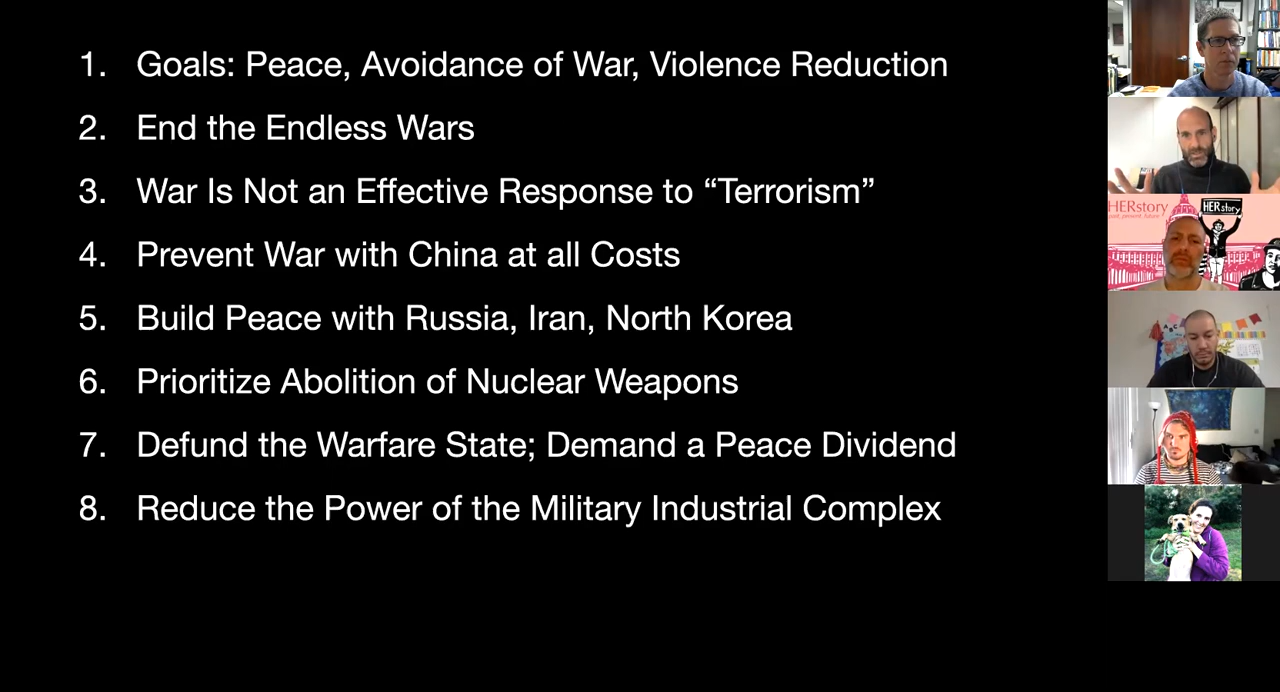 1. Goals: Peace, Avoidance of War, Violence Reduction
2. End the Endless Wars
3. War Is Not an Effective Response to “Terrorism”
4. Prevent War with China at all Costs
5. Build Peace with Russia, Iran, North Korea
6. Prioritize Abolition of Nuclear Weapons
7. Defund the Warfare State; Demand a Peace Dividend
8. Reduce the Power of the Military Industrial Complex
HERstory
past, present, future
HERstory